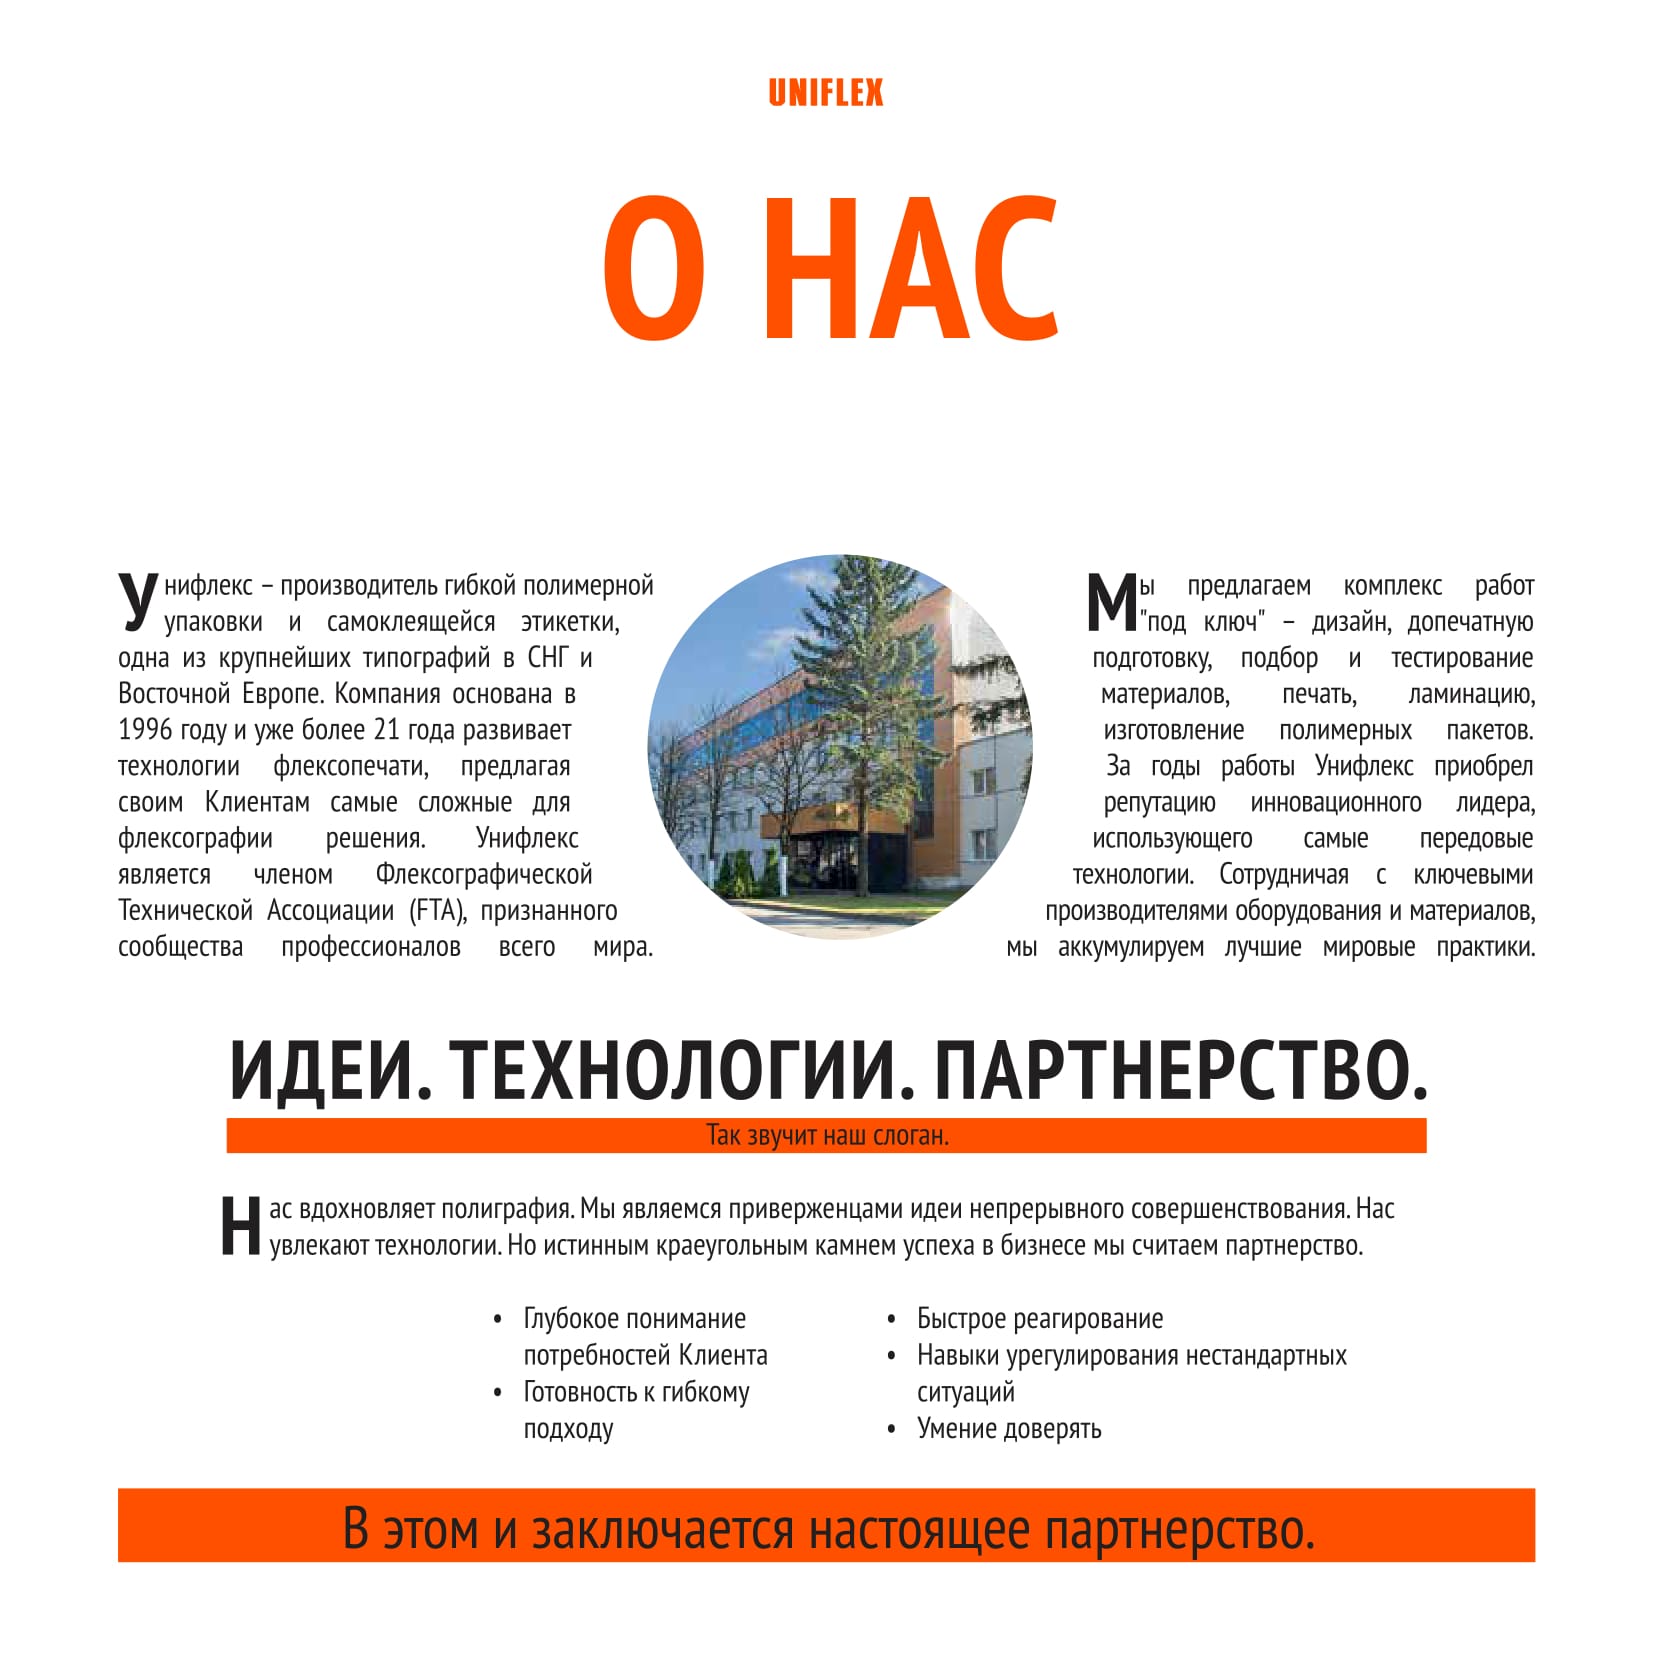 UNIFLEX
О НАС
Унифлекс – производитель гибкой полимерной
упаковки и самоклеящейся этикетки,
одна из крупнейших типографий в СНГ и
Восточной Европе. Компания основана в
1996 году и уже более 21 года развивает
технологии флексопечати, предлагая
своим Клиентам самые сложные для
флексографии решения. Унифлекс
является членом Флексографической
Технической Ассоциации (FTA), признанного
сообщества профессионалов всего мира.
Мы предлагаем комплекс работ
"под ключ" – дизайн, допечатную
подготовку, подбор и тестирование
материалов, печать, ламинацию,
изготовление полимерных пакетов.
За годы работы Унифлекс приобрел
репутацию инновационного лидера,
использующего самые передовые
технологии. Сотрудничая с ключевыми
производителями оборудования и материалов,
мы аккумулируем лучшие мировые практики.
ИДЕИ. ТЕХНОЛОГИИ. ПАРТНЕРСТВО.
Так звучит наш слоган.
Нас вдохновляет полиграфия. Мы являемся приверженцами идеи непрерывного совершенствования. Нас
увлекают технологии. Но истинным краеугольным камнем успеха в бизнесе мы считаем партнерство.
• Глубокое понимание
потребностей Клиента
• Готовность к гибкому
подходу
• Быстрое реагирование
• Навыки урегулирования нестандартных
ситуаций
• Умение доверять
В этом и заключается настоящее партнерство.